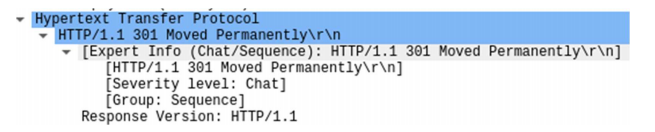 Hypertext Transfer Protocol
HTTP/1.1 301 Moved Permanently\r\n
[Expert Info (Chat/Sequence): HTTP/1.1 301 Moved Permanently\r\n]
[HTTP/1.1 301 Moved Permanently\r\n]
[Severity level: Chat]
[Group: Sequence]
Response Version: HTTP/1.1